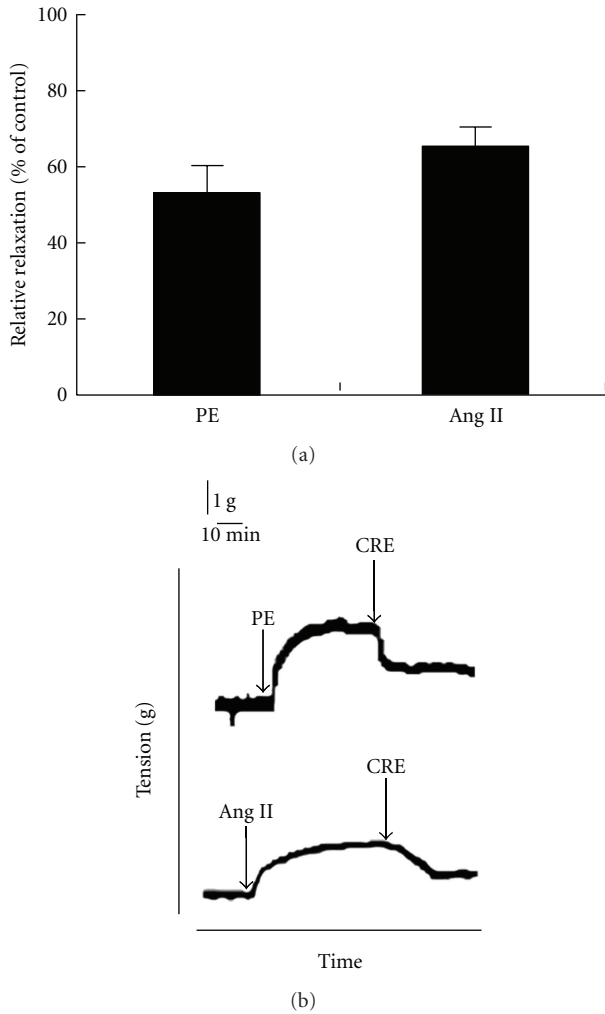 Relative relaxation (% of control)
100
80
60
40
20
0
PE
Ang II
(a)
1 g
10 min
CRE
PE
Tension (g)
CRE
Ang II
Time
(b)